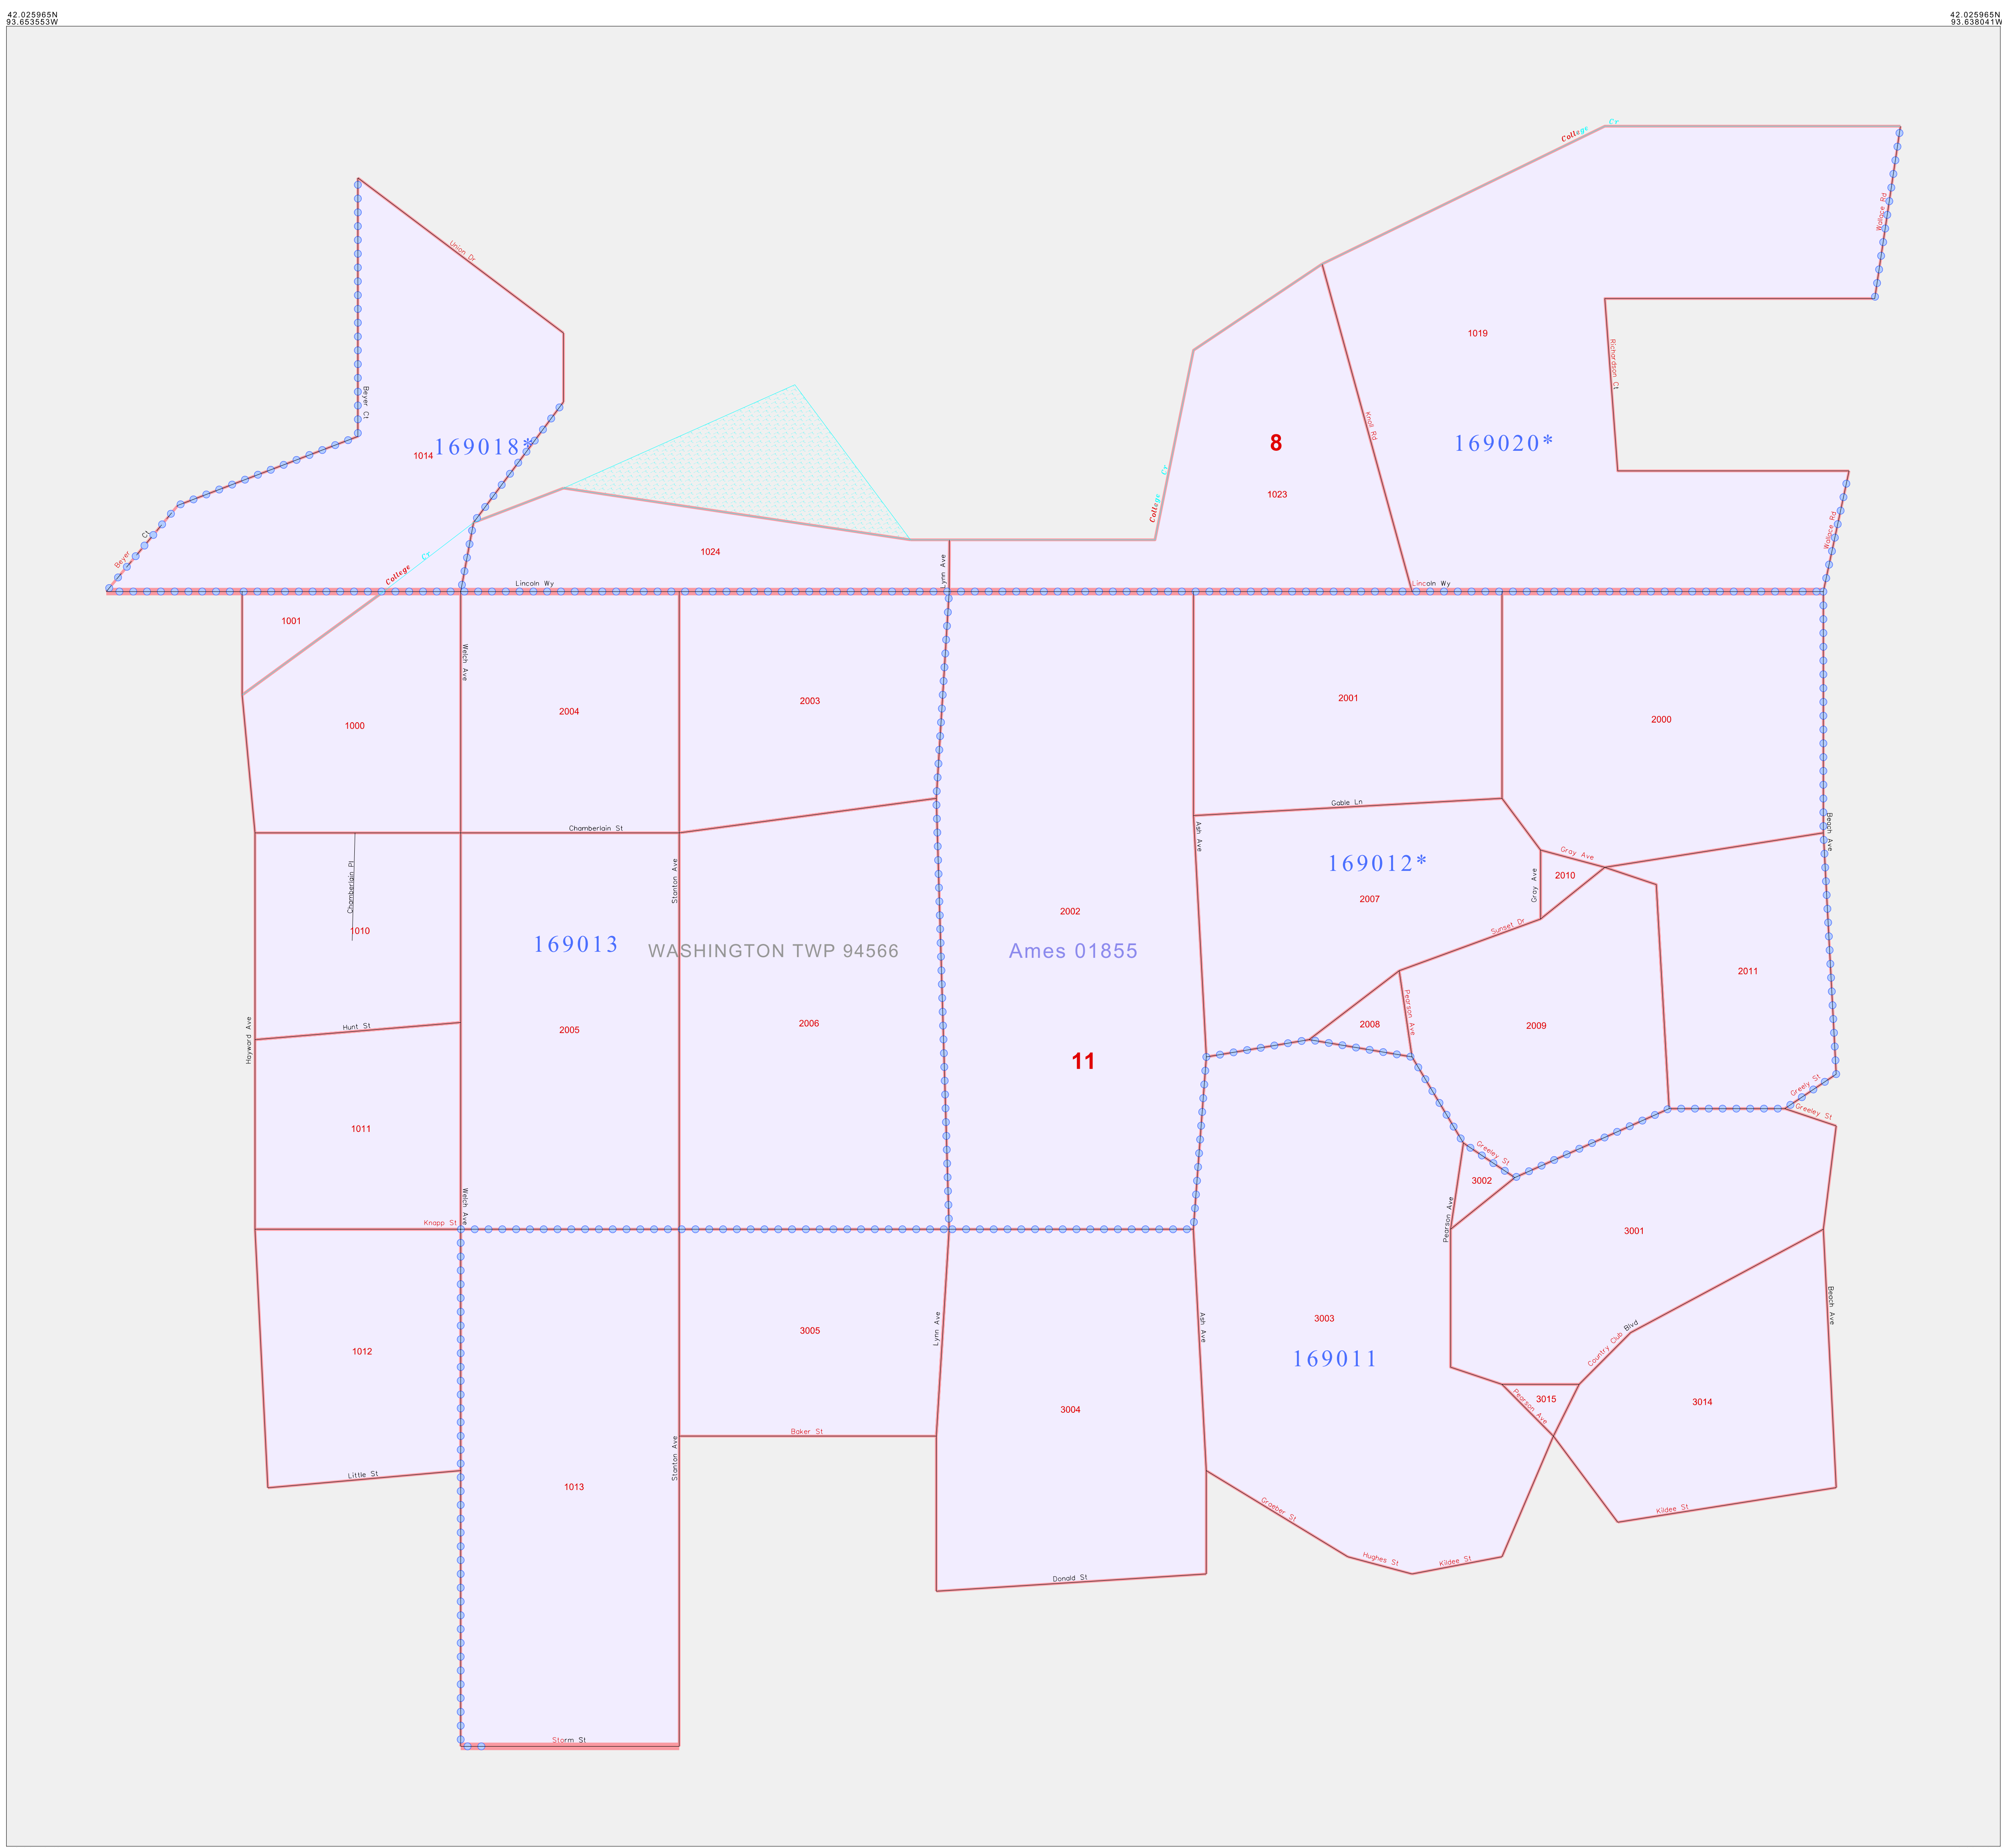 42.025965N
93.653553W
42.025965N
93.638041W
College Cr
Wallace Rd
Union Dr
1019
Richardson Ct
Beyer Ct
Knoll Rd
8
169018*
169020*
1014
College Cr
1023
Beyer Ct
Wallace Rd
College Cr
1024
Lynn Ave
Lincoln Wy
Lincoln Wy
1001
Welch Ave
2003
2001
2004
2000
1000
Gable Ln
Chamberlain St
Ash Ave
Beach Ave
Gray Ave
169012*
Chamberlain Pl
Stanton Ave
2010
Gray Ave
2007
2002
1010
Sunset Dr
169013
WASHINGTON TWP 94566
Ames 01855
2011
Pearson Ave
2006
2008
2009
Hunt St
2005
Hayward Ave
11
Greely St
Greeley St
1011
Greeley St
3002
Welch Ave
Knapp St
Pearson Ave
3001
Beach Ave
3003
Lynn Ave
Ash Ave
3005
Country Club Blvd
1012
169011
3015
3014
Pearson Ave
3004
Baker St
Stanton Ave
Little St
1013
Graeber St
Kildee St
Hughes St
Kildee St
Donald St
Storm St